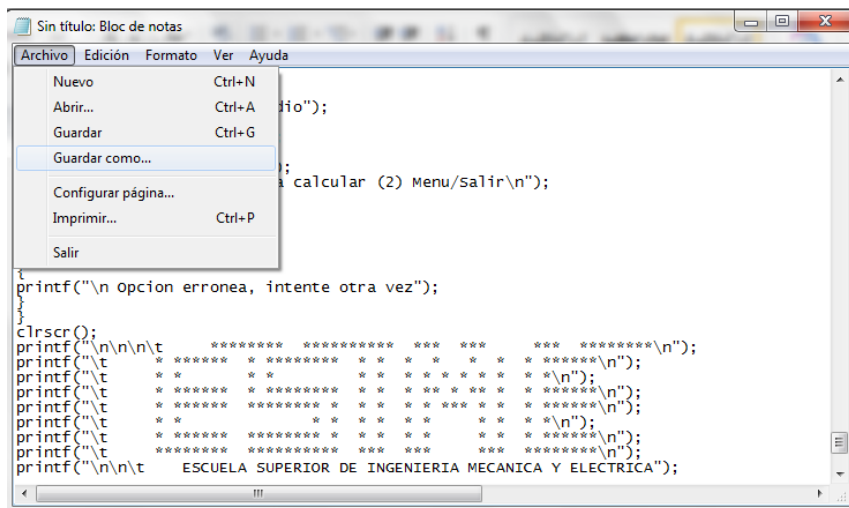 Sin título: Bloc de notas
Archivo Edición Formato Ver Ayuda
Nuevo Ctrl+N
Abrir... Ctrl+A
dio");
Guardar Ctrl+G
Guardar como...
);
a calcular (2) Menu/Salir\n");
Configurar página...
Imprimir... Ctrl+P
Salir
{
printf("\n Opcion erronea, intente otra vez");
}
}
clrscr();
printf("\n\n\n\t ******** ********** *** *** *** ********\n");
printf("\t * ****** * ******** * * * * * * * ******\n");
printf("\t * * * * * * * * * * * * * *\n");
printf("\t * ****** * ******** * * * ** * ** * * ******\n");
printf("\t * ****** ******** * * * * * *** * * * ******\n");
printf("\t * * * * * * * * * * * *\n");
printf("\t * ****** ******** * * * * * * * * ******\n");
printf("\t ******** ********** *** *** *** ********\n");
printf("\n\n\t ESCUELA SUPERIOR DE INGENIERIA MECANICA Y ELECTRICA");